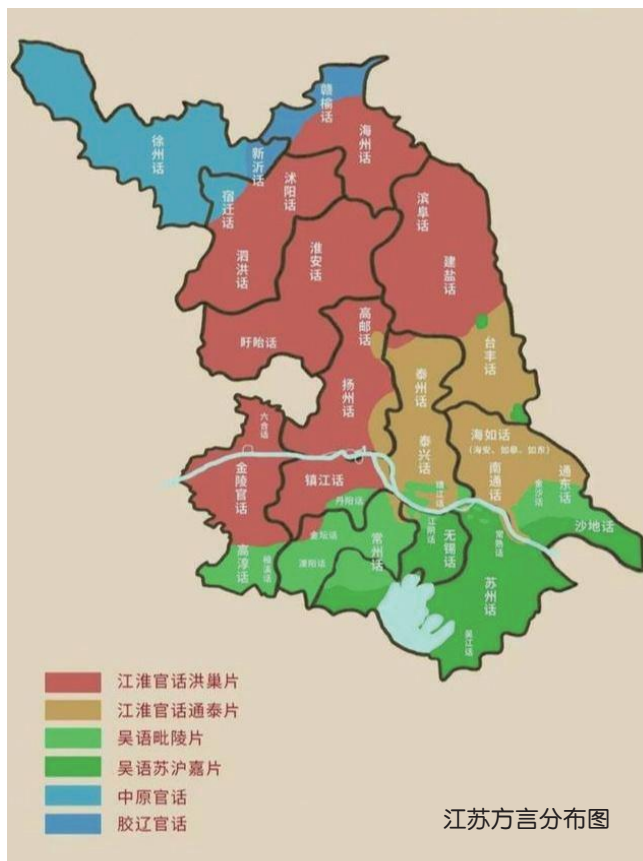 赣榆话
海州话
徐州话
新沂话
沭阳话
宿迁话
滨阜话
淮安话
泗洪话
建盐话
高邮话
盱眙话
台丰话
泰州话
扬州话
六合话
海如话
(海安、如皋、如东)
泰兴话
金陵官话
镇江话
南通话
通东话
金沙话
靖江话
丹阳话
沙地话
江阴话
常熟话
无锡话
金坛话
常州话
高淳话
溧阳话
苏州话
吴江话
江淮官话洪巢片
江淮官话通泰片
吴语毗陵片
吴语苏沪嘉片
中原官话
胶辽官话
江苏方言分布图